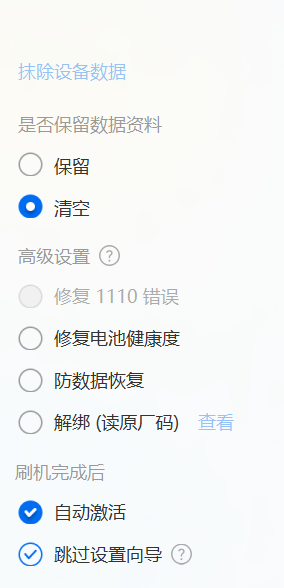 抹除设备数据
是否保留数据资料
保留
清空
高级设置 ?
修复 1110 错误
修复电池健康度
防数据恢复
解绑 (读原厂码) 查看
刷机完成后
自动激活
跳过设置向导 ?